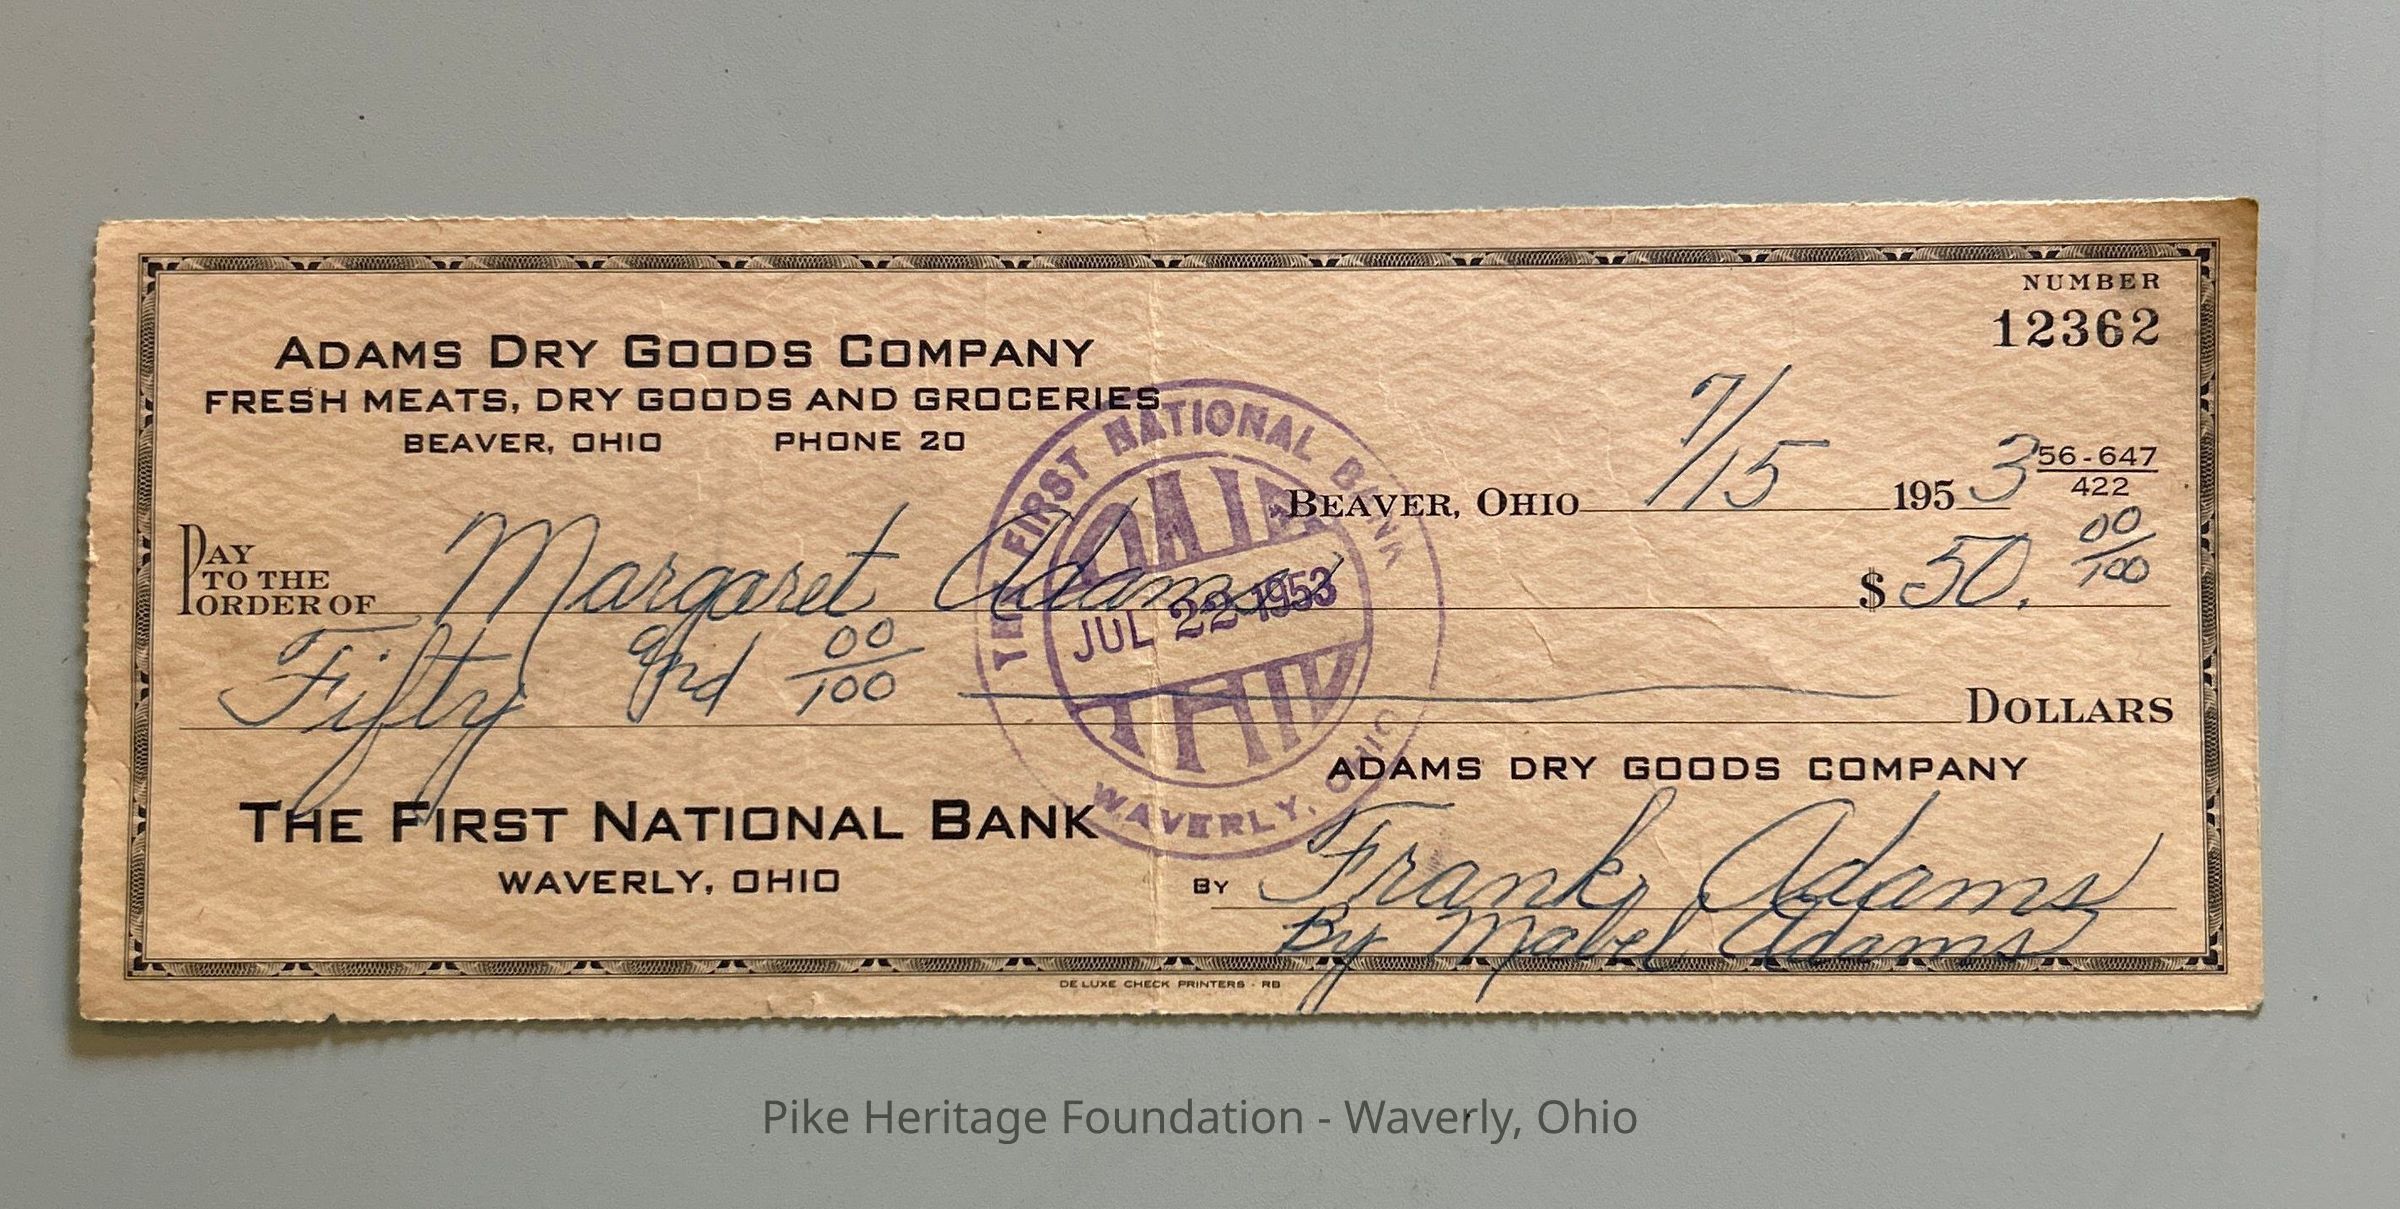 NUMBER
12362
ADAMS DRY GOODS COMPANY
FRESH MEATS, DRY GOODS AND GROCERIES
BEAVER, OHIO PHONE 20
BEAVER, OHIO 7/15 1953
56-647
422
PAY
TO THE
ORDER OF Margaret Adams $ 50. 00/100
Fifty and 00/100 DOLLARS
THE FIRST NATIONAL BANK
PAID
JUL 22 1953
PAID
WAVERLY, OHIO
ADAMS DRY GOODS COMPANY
THE FIRST NATIONAL BANK
WAVERLY, OHIO
BY Frank Adams
By Mabel Adams
DE LUXE CHECK PRINTERS - RB
Pike Heritage Foundation - Waverly, Ohio